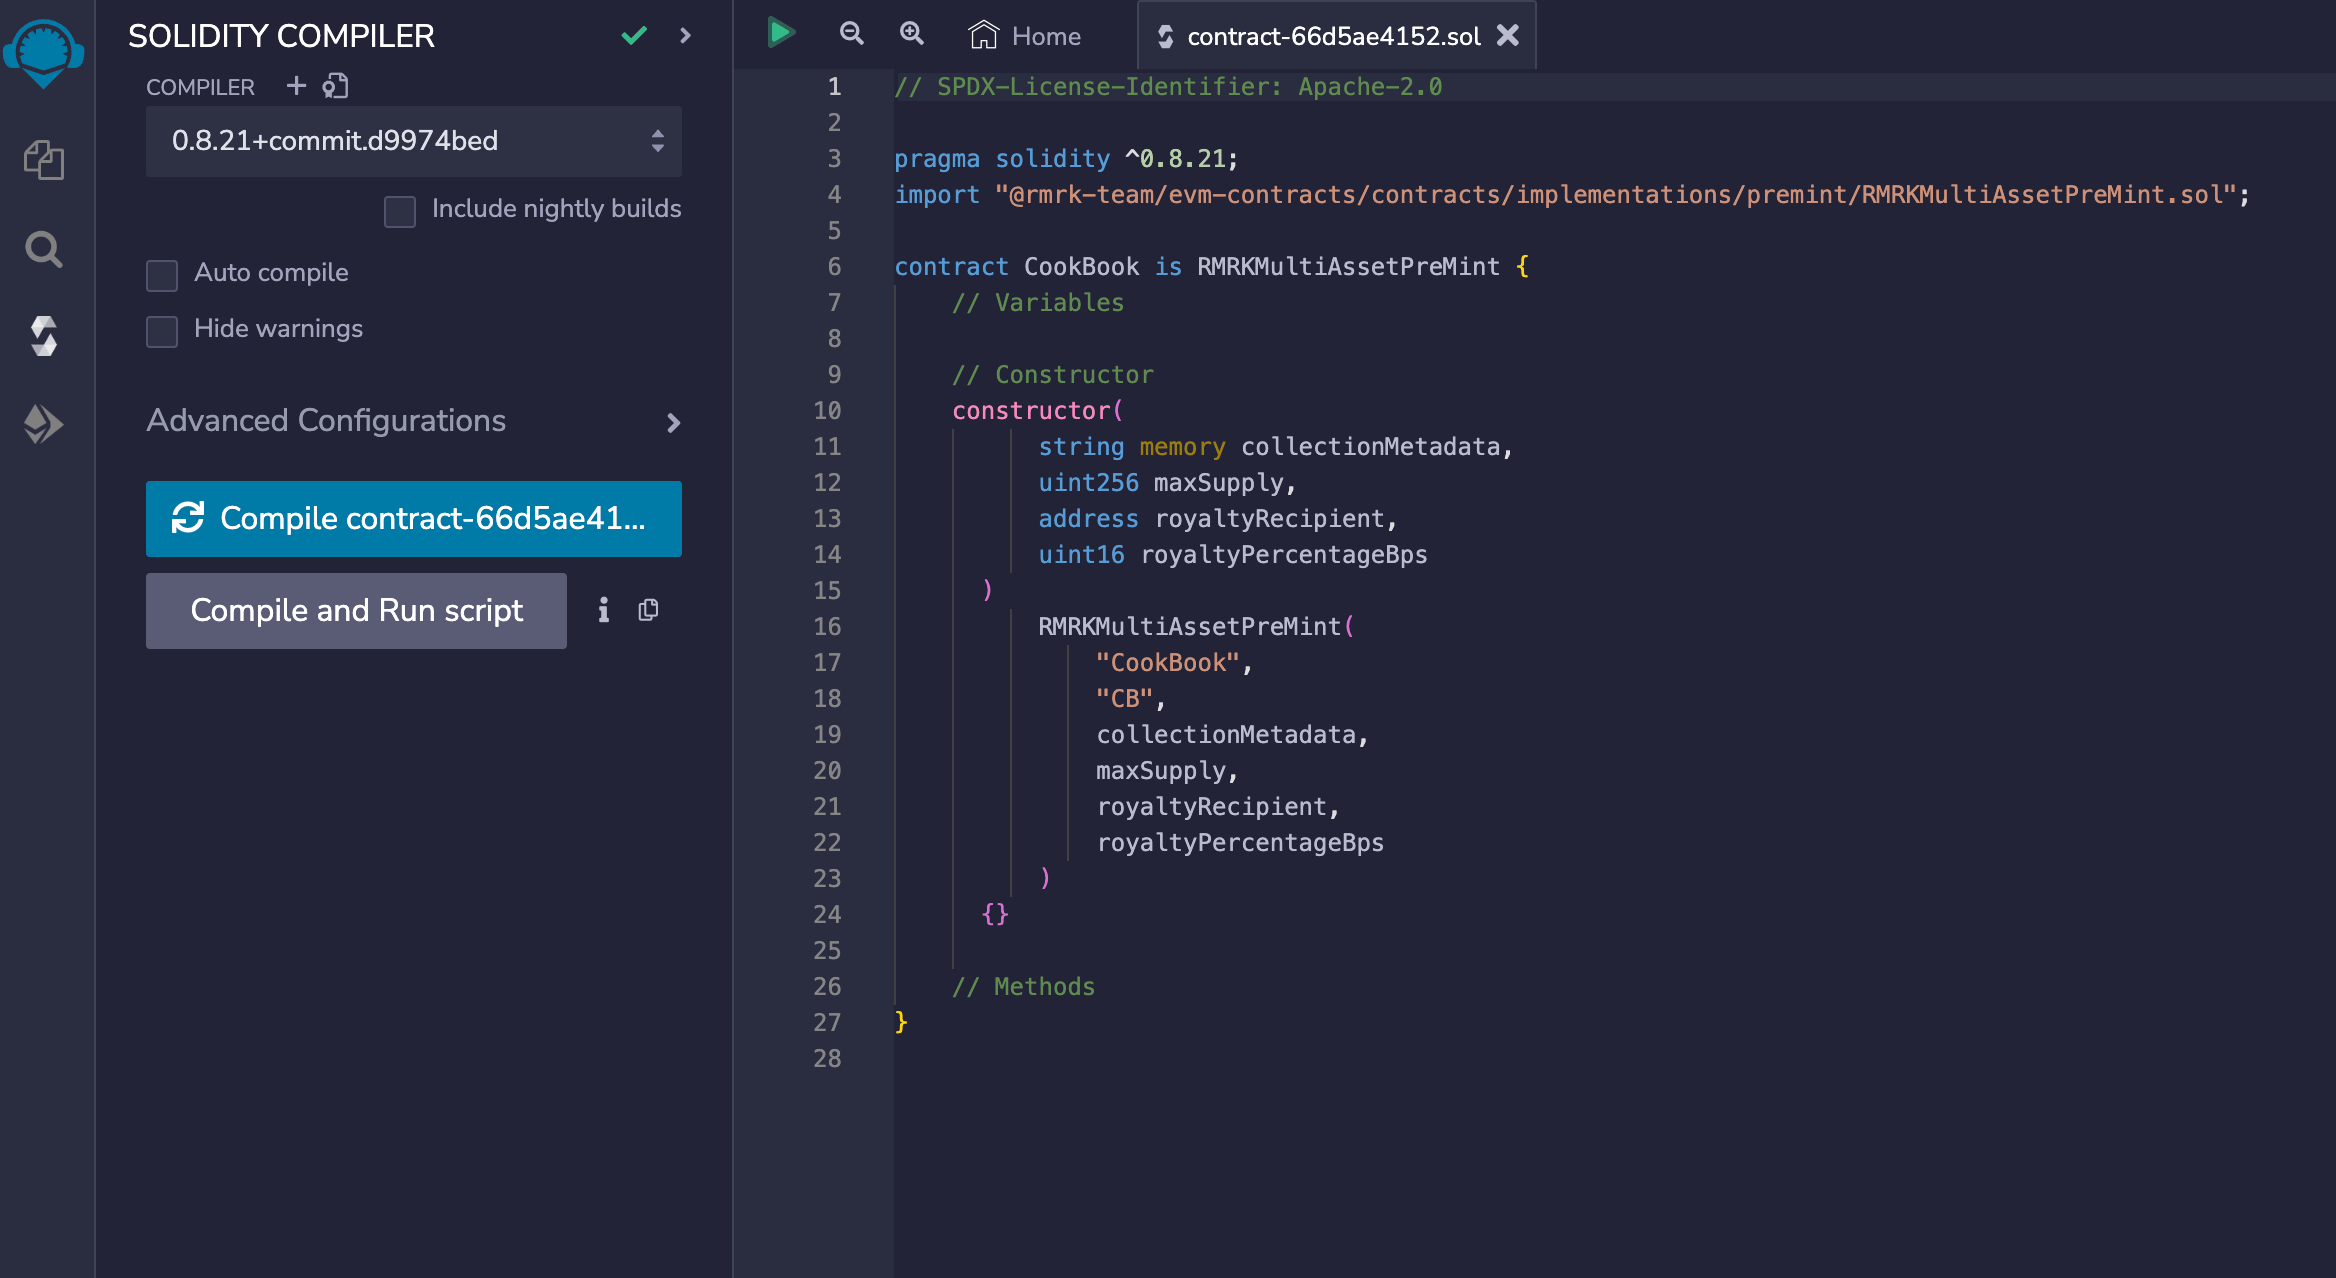 SOLIDITY COMPILER
COMPILER
0.8.21+commit.d9974bed
Include nightly builds
Auto compile
Hide warnings
Advanced Configurations
Compile contract-66d5ae41...
Compile and Run script
Home
contract-66d5ae4152.sol
1 // SPDX-License-Identifier: Apache-2.0
2
3 pragma solidity ^0.8.21;
4 import "@rmrk-team/evm-contracts/contracts/implementations/premint/RMRKMultiAssetPreMint.sol";
5
6 contract CookBook is RMRKMultiAssetPreMint {
7 // Variables
8
9 // Constructor
10 constructor(
11 string memory collectionMetadata,
12 uint256 maxSupply,
13 address royaltyRecipient,
14 uint16 royaltyPercentageBps
15 )
16 RMRKMultiAssetPreMint(
17 "CookBook",
18 "CB",
19 collectionMetadata,
20 maxSupply,
21 royaltyRecipient,
22 royaltyPercentageBps
23 )
24 {}
25
26 // Methods
27 }
28